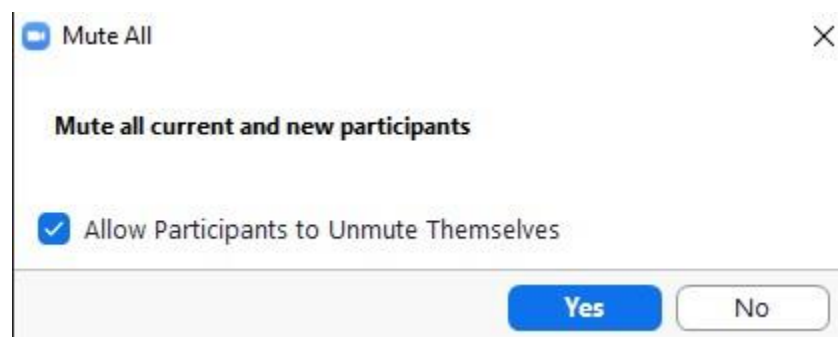 Mute All
Mute all current and new participants
Allow Participants to Unmute Themselves
Yes No